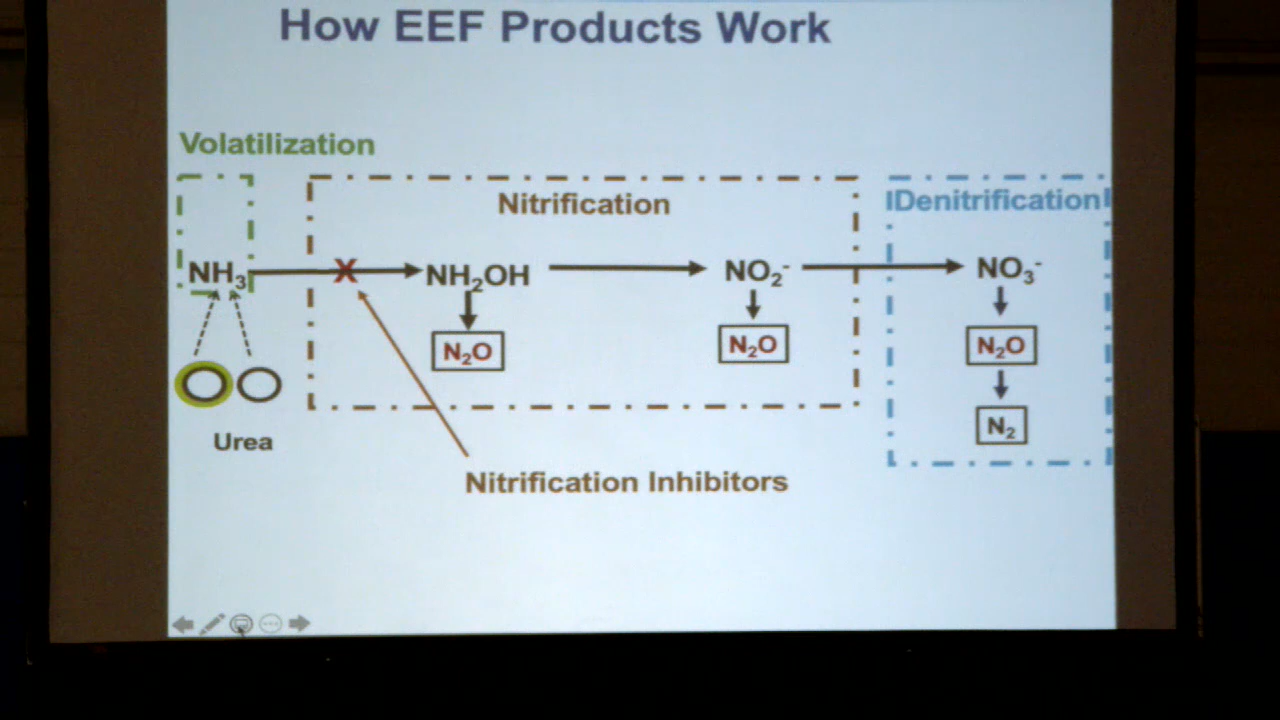 How EEF Products Work
Volatilization
Nitrification
Denitrification
NH₃
X
NH₂OH
NO₂⁻
NO₃⁻
N₂O
N₂O
N₂O
N₂
Urea
Nitrification Inhibitors